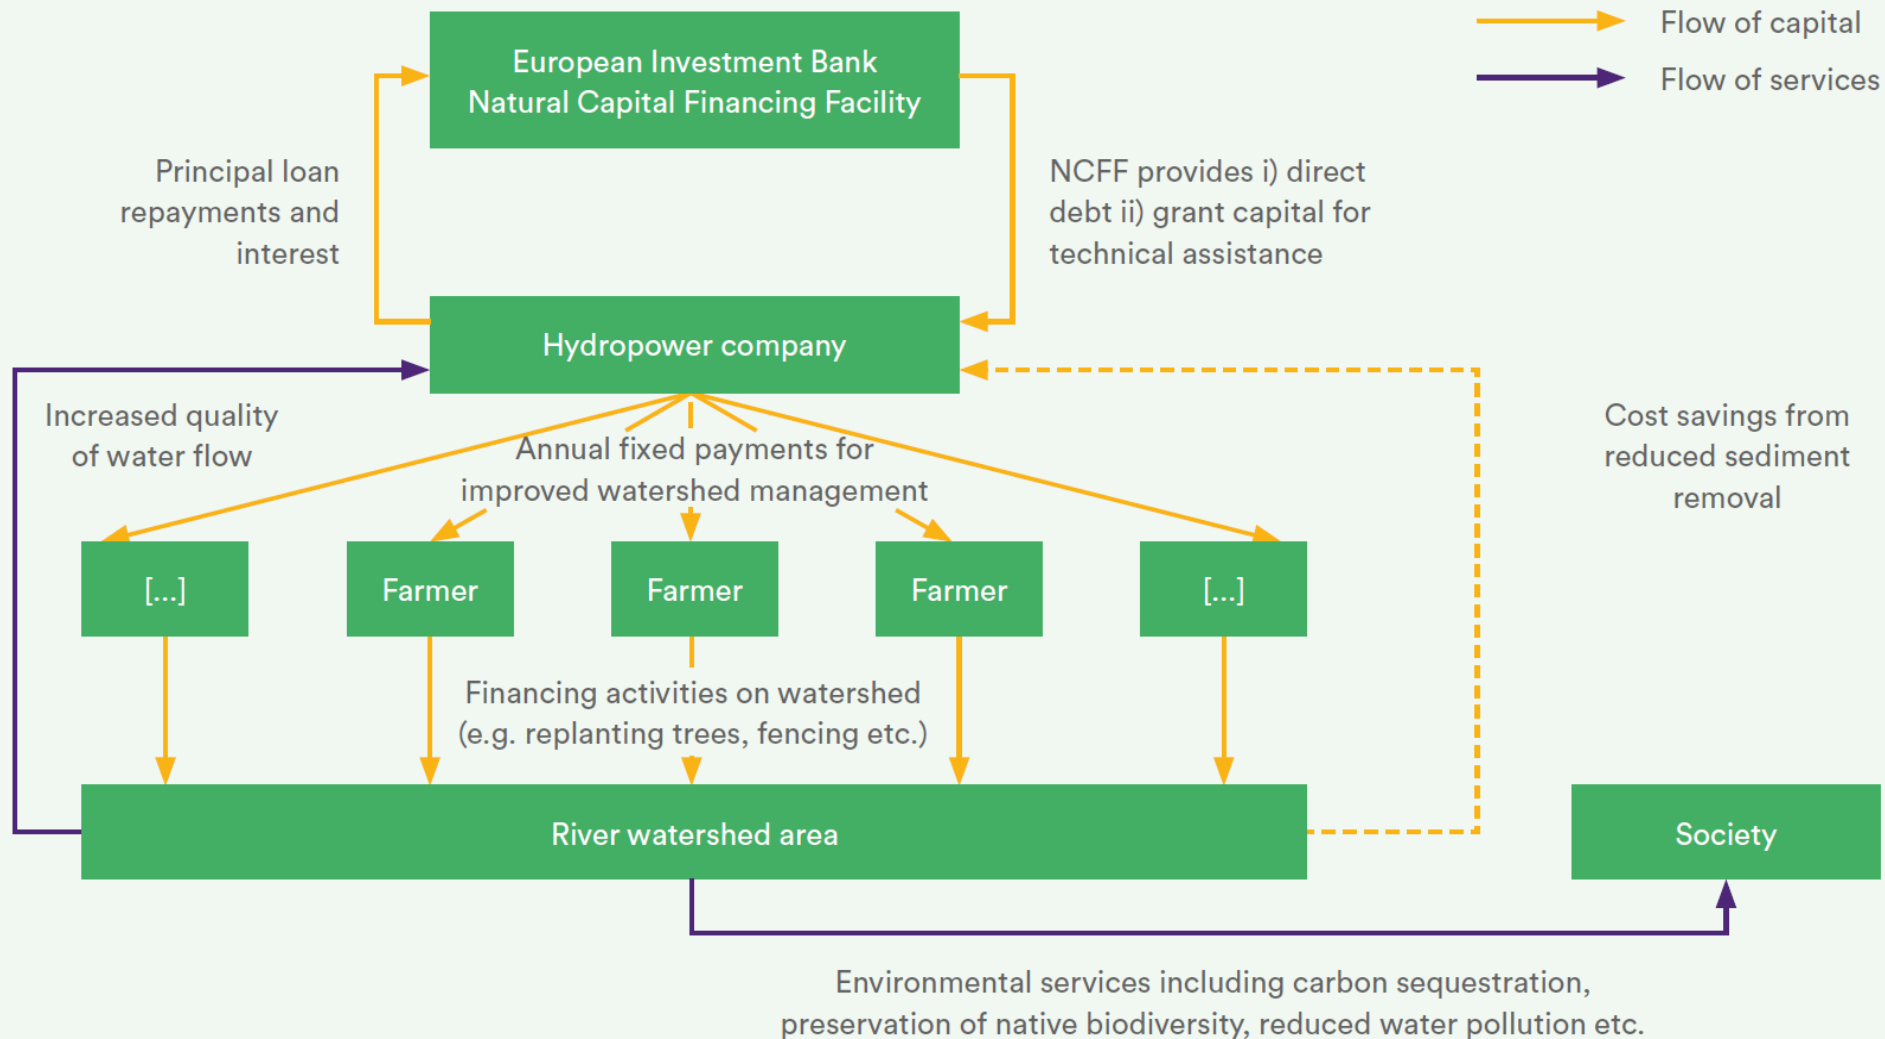 European Investment Bank
Natural Capital Financing Facility
Flow of capital
Flow of services
Principal loan
repayments and
interest
NCFF provides i) direct
debt ii) grant capital for
technical assistance
Hydropower company
Increased quality
of water flow
Annual fixed payments for
improved watershed management
Cost savings from
reduced sediment
removal
[...]
Farmer
Farmer
Farmer
[...]
Financing activities on watershed
(e.g. replanting trees, fencing etc.)
River watershed area
Society
Environmental services including carbon sequestration,
preservation of native biodiversity, reduced water pollution etc.